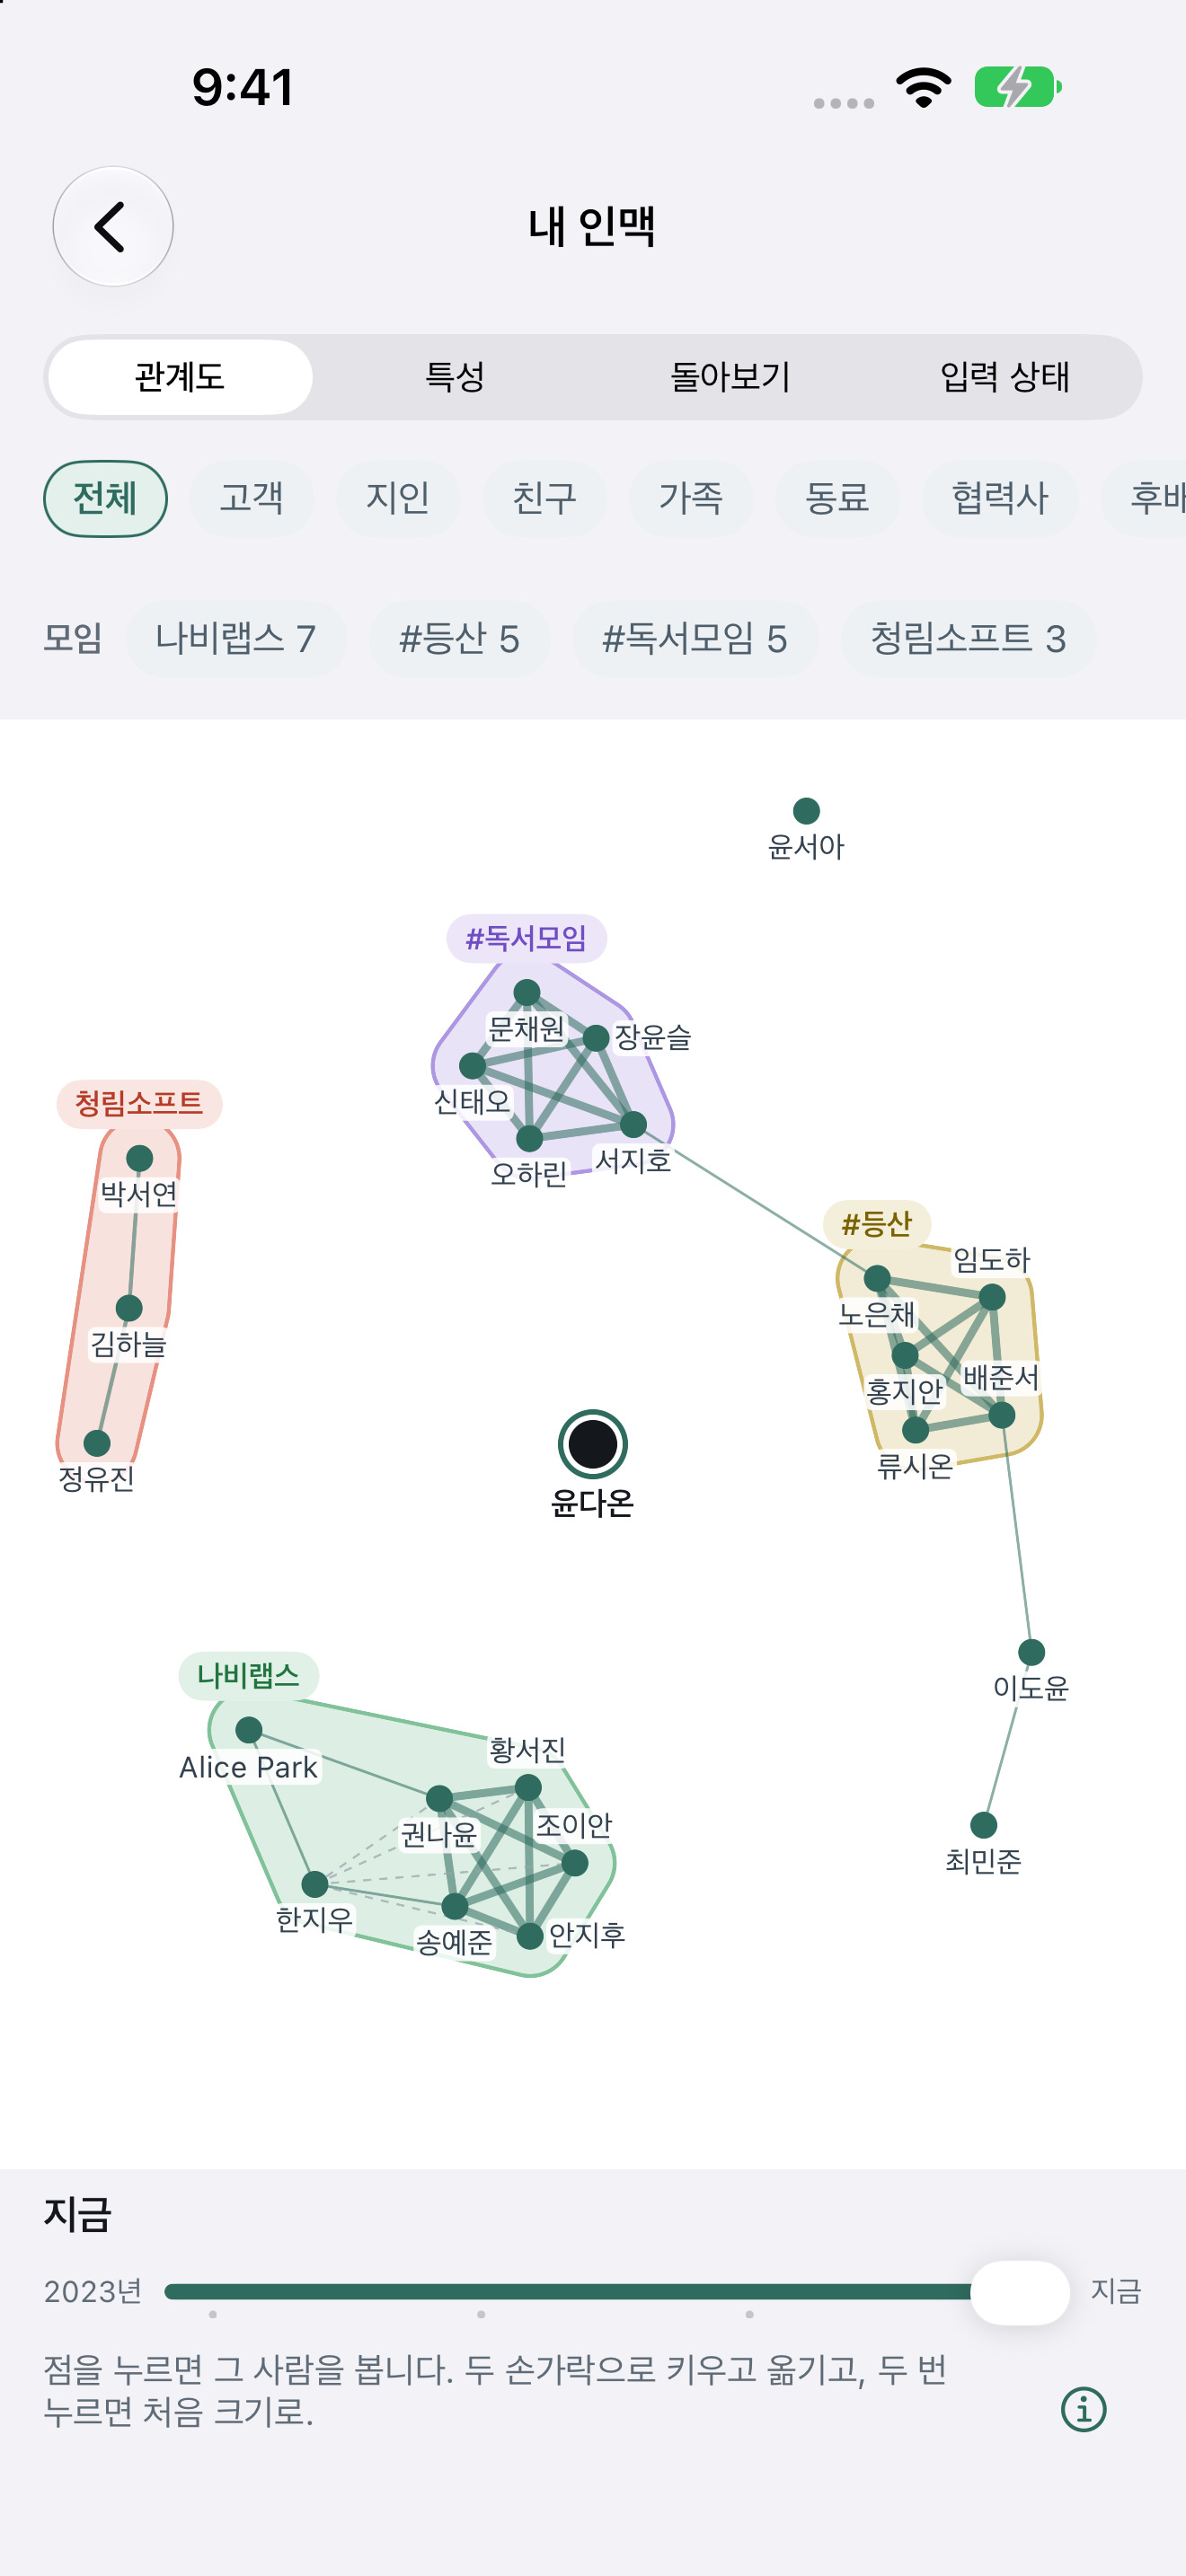 9:41
내 인맥
관계도 특성 돌아보기 입력 상태
전체 고객 지인 친구 가족 동료 협력사
모임 나비랩스 7 #등산 5 #독서모임 5 청림소프트 3
윤서아
#독서모임
문채원
장윤슬
신태오
서지호
오하린
청림소프트
박서연
김하늘
정유진
#등산
임도하
노은채
배준서
홍지안
류시온
윤다온
이도윤
최민준
나비랩스
황서진
Alice Park
조이안
권나윤
한지우
송예준
안지후
지금
2023년 지금
점을 누르면 그 사람을 봅니다. 두 손가락으로 키우고 옮기고, 두 번
누르면 처음 크기로.